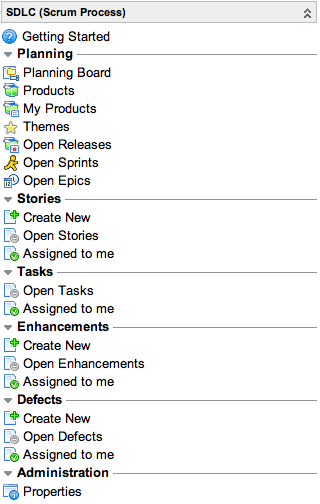 SDLC (Scrum Process)
Getting Started
Planning
Planning Board
Products
My Products
Themes
Open Releases
Open Sprints
Open Epics
Stories
Create New
Open Stories
Assigned to me
Tasks
Open Tasks
Assigned to me
Enhancements
Create New
Open Enhancements
Assigned to me
Defects
Create New
Open Defects
Assigned to me
Administration
Properties